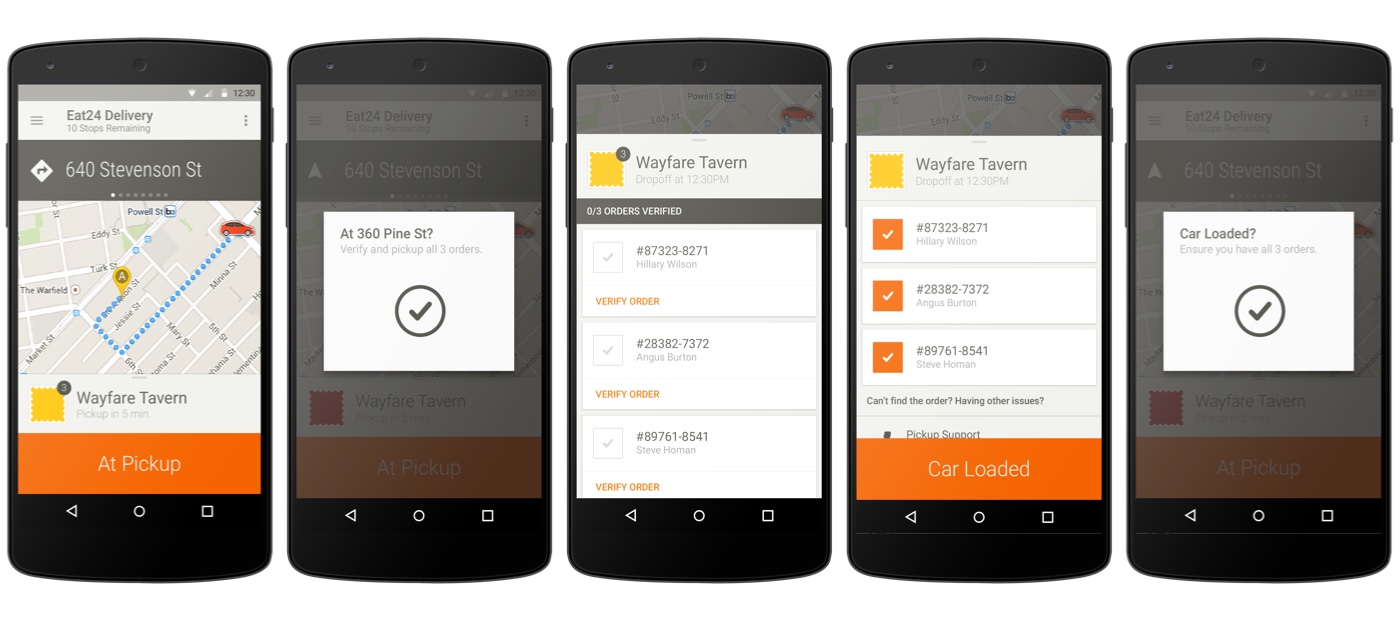 12:30
Eat24 Delivery
10 Stops Remaining
640 Stevenson St
Powell St
Eddy St
Turk St
A
The Warfield
Jessie St
Minna St
Mary St
Market St
6th St
5th St
3
Wayfare Tavern
Pickup in 5 min.
At Pickup
12:30
Eat24 Delivery
10 Stops Remaining
640 Stevenson St
At 360 Pine St?
Verify and pickup all 3 orders.
Wayfare Tavern
Pickup in 5 min.
At Pickup
Powell St
Eddy St
3
Wayfare Tavern
Dropoff at 12:30PM
0/3 ORDERS VERIFIED
#87323-8271
Hillary Wilson
VERIFY ORDER
#28382-7372
Angus Burton
VERIFY ORDER
#89761-8541
Steve Homan
VERIFY ORDER
Powell St
Eddy St
Wayfare Tavern
Dropoff at 12:30PM
#87323-8271
Hillary Wilson
#28382-7372
Angus Burton
#89761-8541
Steve Homan
Can't find the order? Having other issues?
Pickup Support
Car Loaded
12:30
Eat24 Delivery
10 Stops Remaining
640 Stevenson St
Car Loaded?
Ensure you have all 3 orders.
Wayfare Tavern
Pickup in 5 min.
At Pickup